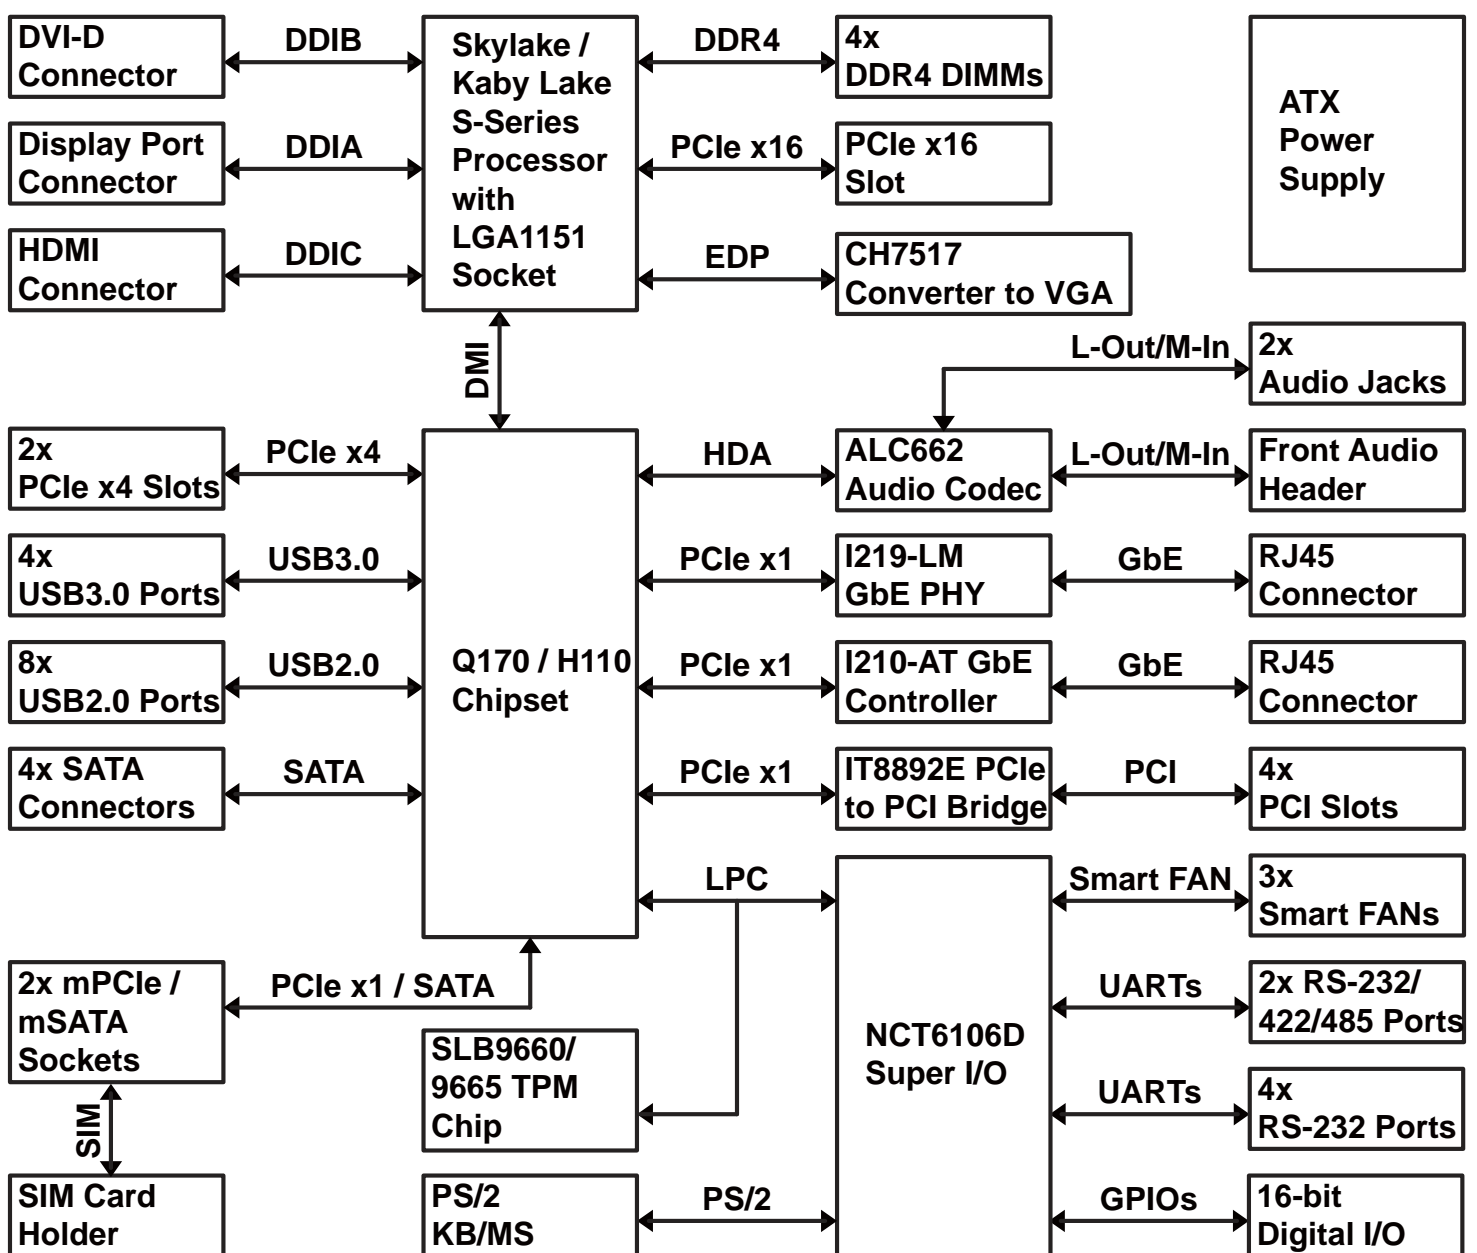 DVI-D
Connector
DDIB
Skylake /
Kaby Lake
S-Series
Processor
with
LGA1151
Socket
DDR4
4x
DDR4 DIMMs
ATX
Power
Supply
Display Port
Connector
DDIA
PCIe x16
PCIe x16
Slot
HDMI
Connector
DDIC
EDP
CH7517
Converter to VGA
DMI
L-Out/M-In
2x
Audio Jacks
2x
PCIe x4 Slots
PCIe x4
Q170 / H110
Chipset
HDA
ALC662
Audio Codec
L-Out/M-In
Front Audio
Header
4x
USB3.0 Ports
USB3.0
PCIe x1
I219-LM
GbE PHY
GbE
RJ45
Connector
8x
USB2.0 Ports
USB2.0
PCIe x1
I210-AT GbE
Controller
GbE
RJ45
Connector
4x SATA
Connectors
SATA
PCIe x1
IT8892E PCIe
to PCI Bridge
PCI
4x
PCI Slots
LPC
NCT6106D
Super I/O
Smart FAN
3x
Smart FANs
2x mPCIe /
mSATA
Sockets
PCIe x1 / SATA
UARTs
2x RS-232/
422/485 Ports
SLB9660/
9665 TPM
Chip
UARTs
4x
RS-232 Ports
SIM
SIM Card
Holder
PS/2
KB/MS
PS/2
GPIOs
16-bit
Digital I/O